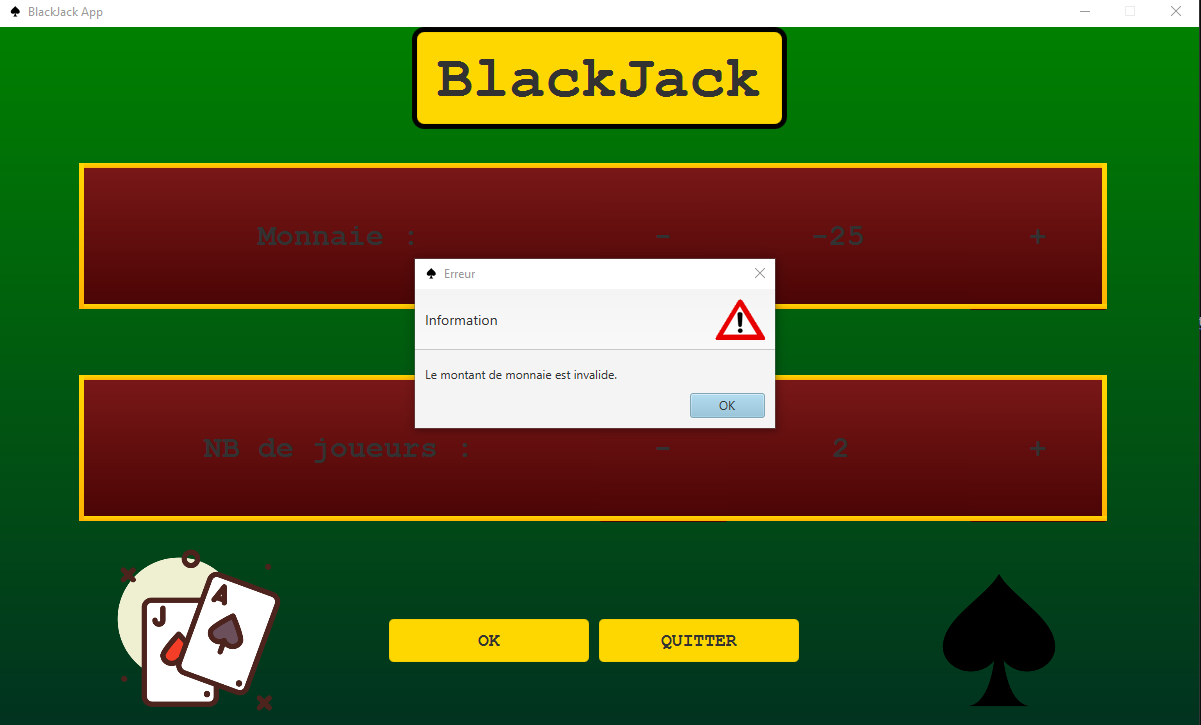 BlackJack App
BlackJack
Monnaie : - -25 +
Erreur
Information
Le montant de monnaie est invalide.
OK
NB de joueurs : - 2 +
J
A
OK QUITTER